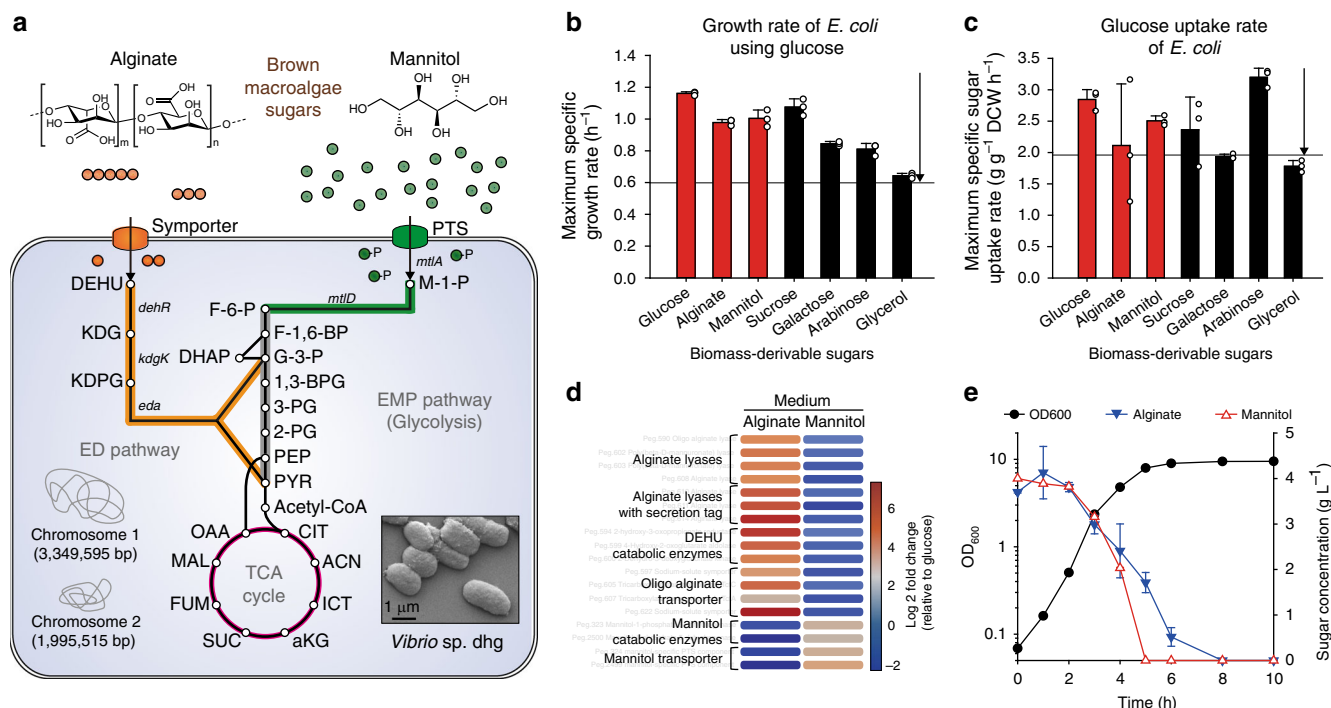 a
Alginate
Brown
macroalgae
sugars
Mannitol
Symporter
PTS
DEHU
dehR
KDG
kdgK
KDPG
eda
ED pathway
mtlA
M-1-P
mtlD
F-6-P
F-1,6-BP
DHAP
G-3-P
1,3-BPG
3-PG
2-PG
PEP
PYR
Acetyl-CoA
EMP pathway
(Glycolysis)
OAA
CIT
MAL
ACN
TCA
cycle
FUM
ICT
SUC
aKG
Chromosome 1
(3,349,595 bp)
Chromosome 2
(1,995,515 bp)
1 μm
Vibrio sp. dhg
b
Growth rate of E. coli
using glucose
Maximum specific
growth rate (h⁻¹)
1.4
1.2
1.0
0.8
0.6
0.4
0.2
0.0
Glucose
Alginate
Mannitol
Sucrose
Galactose
Arabinose
Glycerol
Biomass-derivable sugars
c
Glucose uptake rate
of E. coli
Maximum specific sugar
uptake rate (g⁻¹ DCW h⁻¹)
3.5
3.0
2.5
2.0
1.5
1.0
0.5
0.0
Glucose
Alginate
Mannitol
Sucrose
Galactose
Arabinose
Glycerol
Biomass-derivable sugars
d
Medium
Alginate Mannitol
Alginate lyases
Alginate lyases
with secretion tag
DEHU
catabolic enzymes
Oligo alginate
transporter
Mannitol
catabolic enzymes
Mannitol transporter
8
6
4
2
0
−2
Log 2 fold change
(relative to glucose)
e
OD600
Alginate
Mannitol
OD₆₀₀
10
1
0.1
5
4
3
2
1
0
Sugar concentration (g L⁻¹)
0 2 4 6 8 10
Time (h)